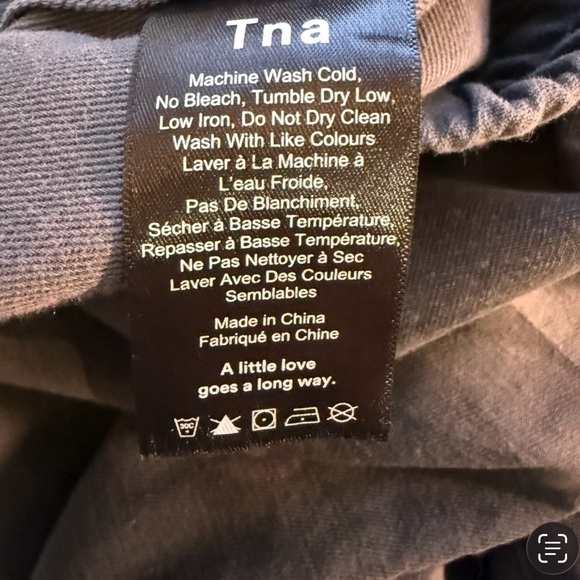 Tna
Machine Wash Cold,
No Bleach, Tumble Dry Low,
Low Iron, Do Not Dry Clean
Wash With Like Colours
Laver à La Machine à
L'eau Froide,
Pas De Blanchiment,
Sécher à Basse Température,
Repasser à Basse Température,
Ne Pas Nettoyer à Sec
Laver Avec Des Couleurs
Semblables
Made in China
Fabriqué en Chine
A little love
goes a long way.
30C